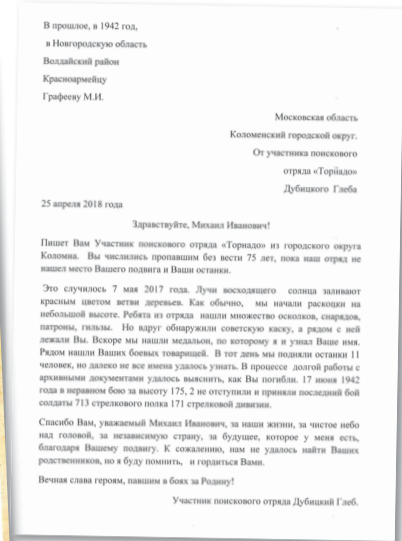 В прошлое, в 1942 год,
в Новгородскую область
Волдайский район
Красноармейцу
Графееву М.И.
Московская область
Коломенский городской округ.
От участника поискового
отряда «Торнадо»
Дубицкого Глеба
25 апреля 2018 года
Здравствуйте, Михаил Иванович!
Пишет Вам Участник поискового отряда «Торнадо» из городского округа
Коломна. Вы числились пропавшим без вести 75 лет, пока наш отряд не
нашел место Вашего подвига и Ваши останки.
Это случилось 7 мая 2017 года. Лучи восходящего солнца заливают
красным цветом ветви деревьев. Как обычно, мы начали раскопки на
небольшой высоте. Ребята из отряда нашли множество осколков, снарядов,
патроны, гильзы. Но вдруг обнаружили советскую каску, а рядом с ней
лежали Вы. Вскоре мы нашли медальон, по которому я и узнал Ваше имя.
Рядом нашли Ваших боевых товарищей. В тот день мы подняли останки 11
человек, но далеко не все имена удалось узнать. В процессе долгой работы с
архивными документами удалось выяснить, как Вы погибли. 17 июня 1942
года в неравном бою за высоту 175, 2 не отступили и приняли последний бой
солдаты 713 стрелкового полка 171 стрелковой дивизии.
Спасибо Вам, уважаемый Михаил Иванович, за наши жизни, за чистое небо
над головой, за независимую страну, за будущее, которое у меня есть,
благодаря Вашему подвигу. К сожалению, нам не удалось найти Ваших
родственников, но я буду помнить, и гордиться Вами.
Вечная слава героям, павшим в боях за Родину!
Участник поискового отряда Дубицкий Глеб.